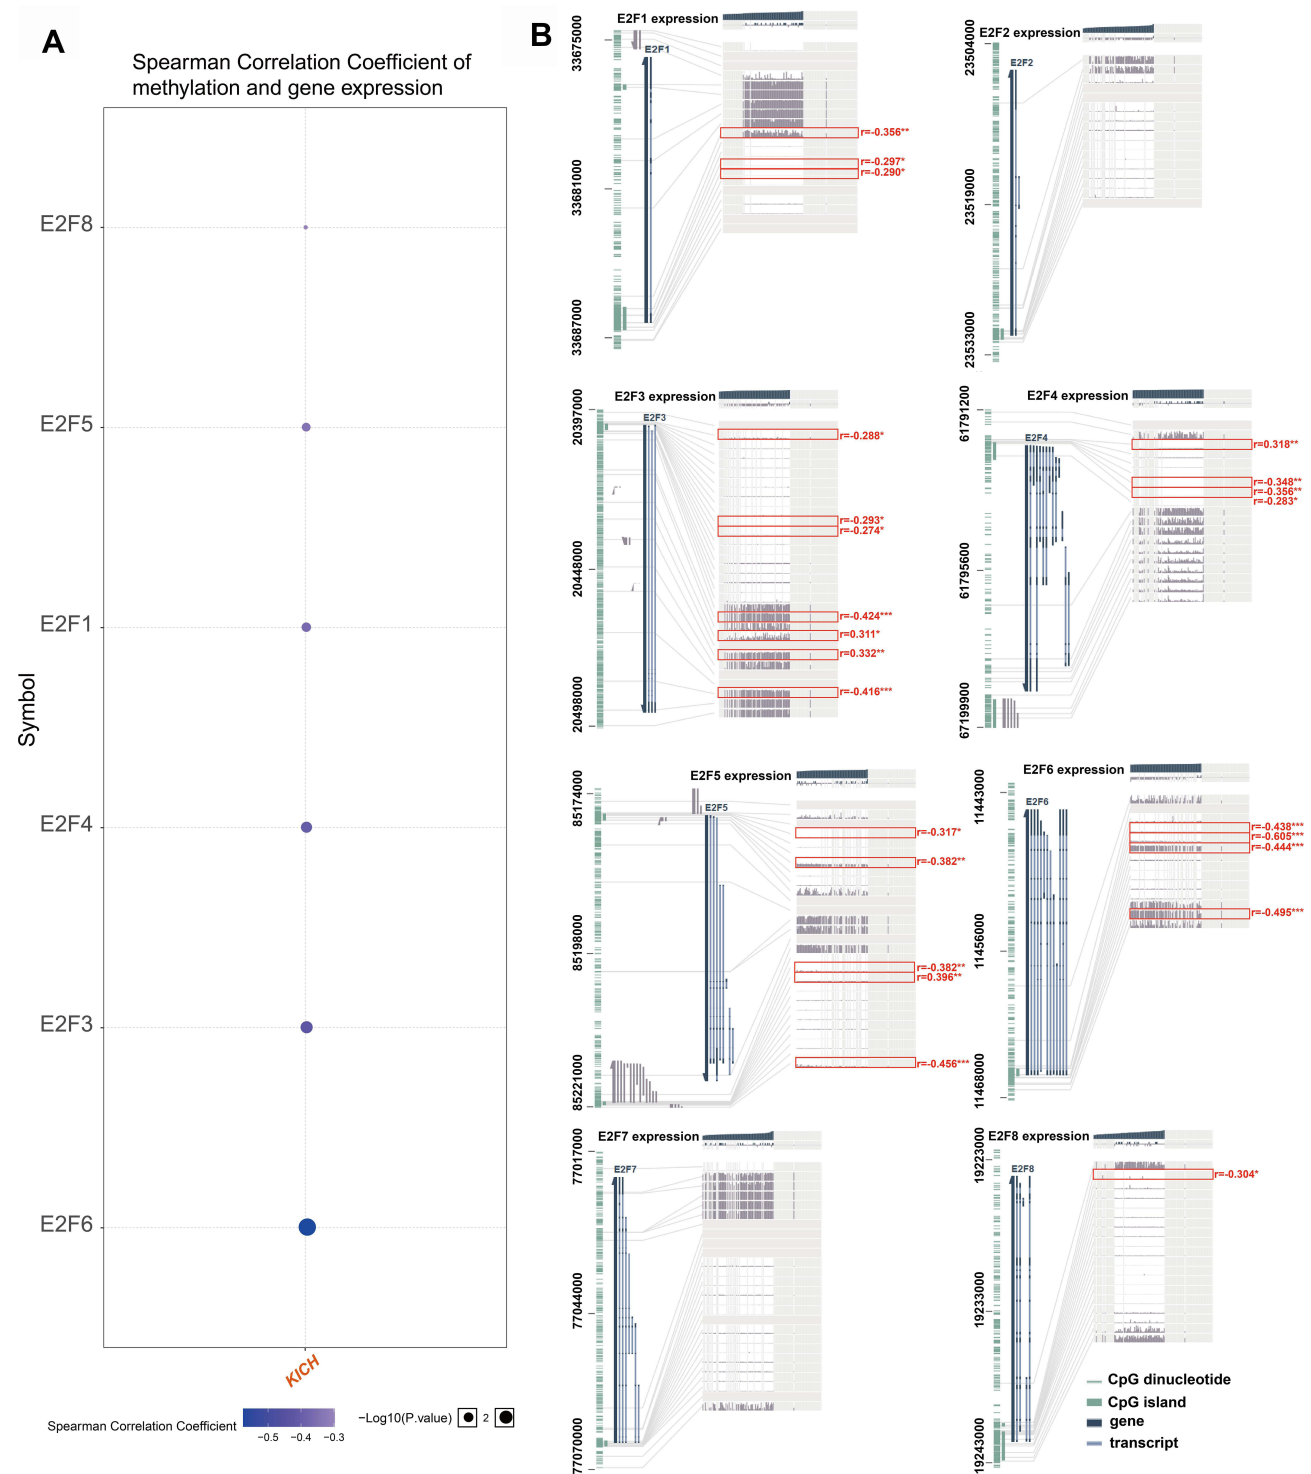 A
Spearman Correlation Coefficient of
methylation and gene expression
Symbol
E2F8
E2F5
E2F1
E2F4
E2F3
E2F6
KICH
Spearman Correlation Coefficient
−0.5 −0.4 −0.3
−Log10(P.value) 2
B
E2F1 expression
E2F1
33675000
33681000
33687000
r=-0.356**
r=-0.297*
r=-0.290*
E2F2 expression
E2F2
23504000
23519000
23533000
E2F3 expression
E2F3
20397000
20448000
20498000
r=-0.288*
r=-0.293*
r=-0.274*
r=-0.424***
r=0.311*
r=0.332**
r=-0.416***
E2F4 expression
E2F4
61791200
61795600
67199900
r=0.318**
r=-0.348**
r=-0.356**
r=-0.283*
E2F5 expression
E2F5
85174000
85198000
85221000
r=-0.317*
r=-0.382**
r=-0.382**
r=0.396**
r=-0.456***
E2F6 expression
E2F6
11443000
11456000
11468000
r=-0.438***
r=-0.605***
r=-0.444***
r=-0.495***
E2F7 expression
E2F7
77017000
77044000
77070000
E2F8 expression
E2F8
19223000
19233000
19243000
r=-0.304*
CpG dinucleotide
CpG island
gene
transcript